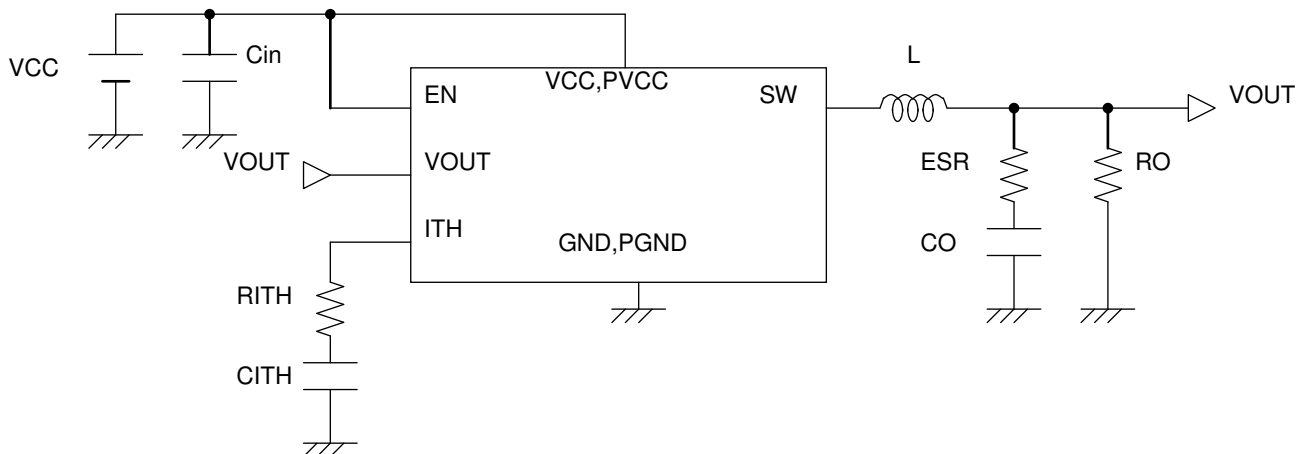 L
VCC
Cin
VCC,PVCC
EN
SW
VOUT
VOUT
VOUT
ESR
RO
ITH
GND,PGND
CO
RITH
CITH